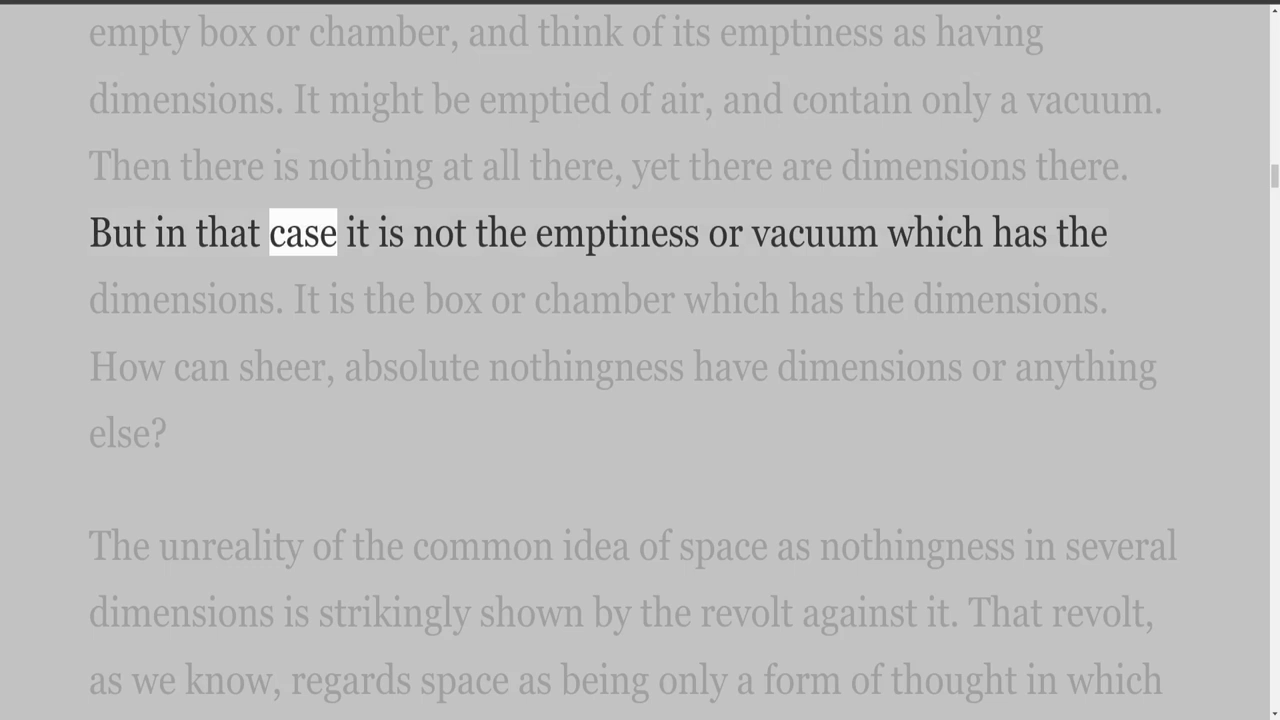 empty box or chamber, and think of its emptiness as having
dimensions. It might be emptied of air, and contain only a vacuum.
Then there is nothing at all there, yet there are dimensions there.
But in that case it is not the emptiness or vacuum which has the
dimensions. It is the box or chamber which has the dimensions.
How can sheer, absolute nothingness have dimensions or anything
else?
The unreality of the common idea of space as nothingness in several
dimensions is strikingly shown by the revolt against it. That revolt,
as we know, regards space as being only a form of thought in which